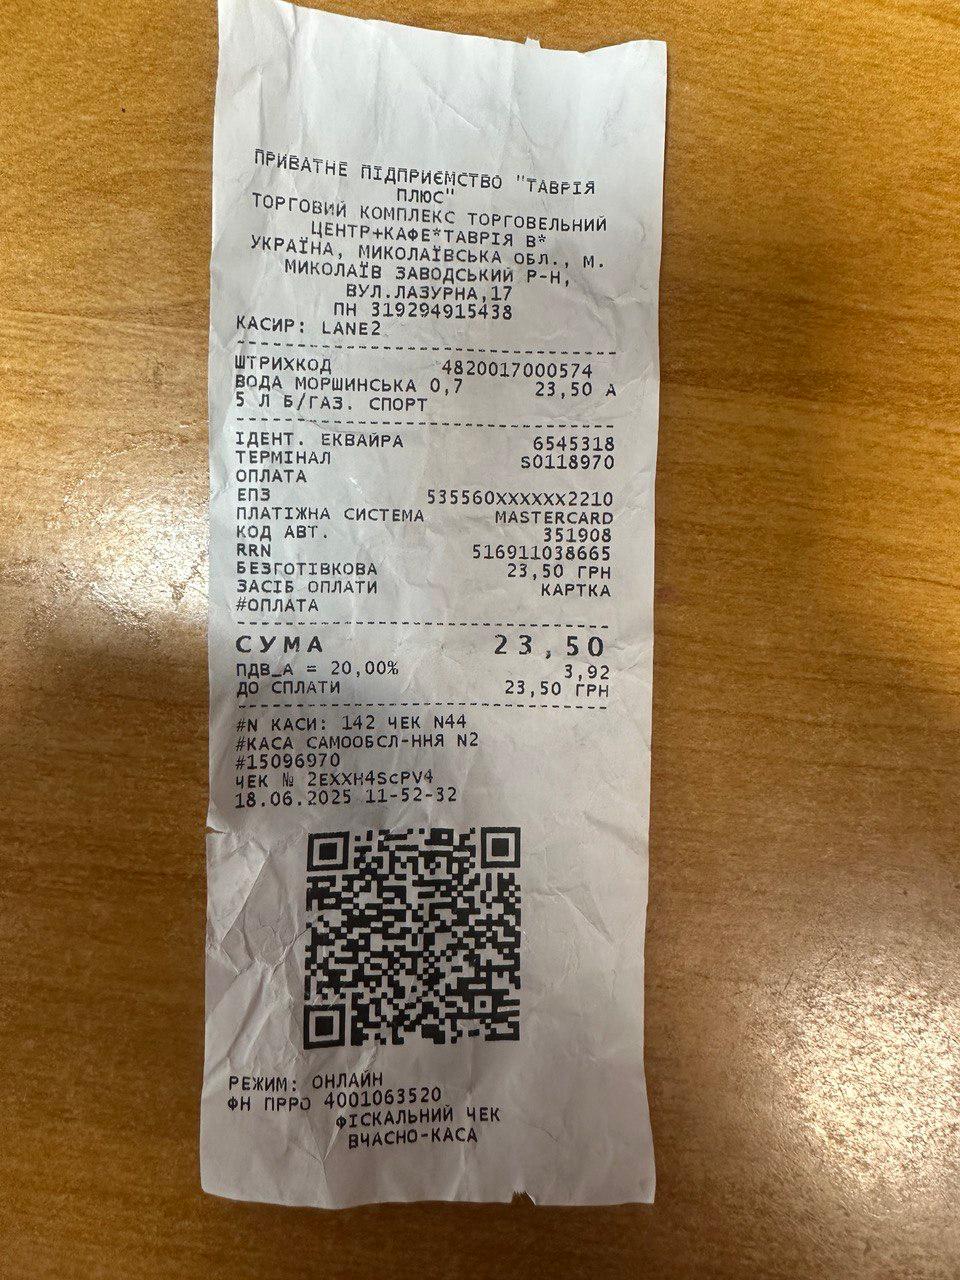 ПРИВАТНЕ ПІДПРИЄМСТВО "ТАВРІЯ
ПЛЮС"
ТОРГОВИЙ КОМПЛЕКС ТОРГОВЕЛЬНИЙ
ЦЕНТР+КАФЕ*ТАВРІЯ В*
УКРАЇНА, МИКОЛАЇВСЬКА ОБЛ., М.
МИКОЛАЇВ ЗАВОДСЬКИЙ Р-Н,
ВУЛ.ЛАЗУРНА,17
ПН 319294915438
КАСИР: LANE2
ШТРИХКОД 4820017000574
ВОДА МОРШИНСЬКА 0,7 23,50 А
5 Л Б/ГАЗ. СПОРТ
ІДЕНТ. ЕКВАЙРА 6545318
ТЕРМІНАЛ s0118970
ОПЛАТА
ЕПЗ 535560XXXXXX2210
ПЛАТІЖНА СИСТЕМА MASTERCARD
КОД АВТ. 351908
RRN 516911038665
БЕЗГОТІВКОВА 23,50 ГРН
ЗАСІБ ОПЛАТИ КАРТКА
#ОПЛАТА
СУМА 23,50
ПДВ_А = 20,00% 3,92
ДО СПЛАТИ 23,50 ГРН
#N КАСИ: 142 ЧЕК N44
#КАСА САМООБСЛ-ННЯ N2
#15096970
ЧЕК № 2EXXH4ScPV4
18.06.2025 11-52-32
РЕЖИМ: ОНЛАЙН
ФН ПРРО 4001063520
ФІСКАЛЬНИЙ ЧЕК
ВЧАСНО-КАСА